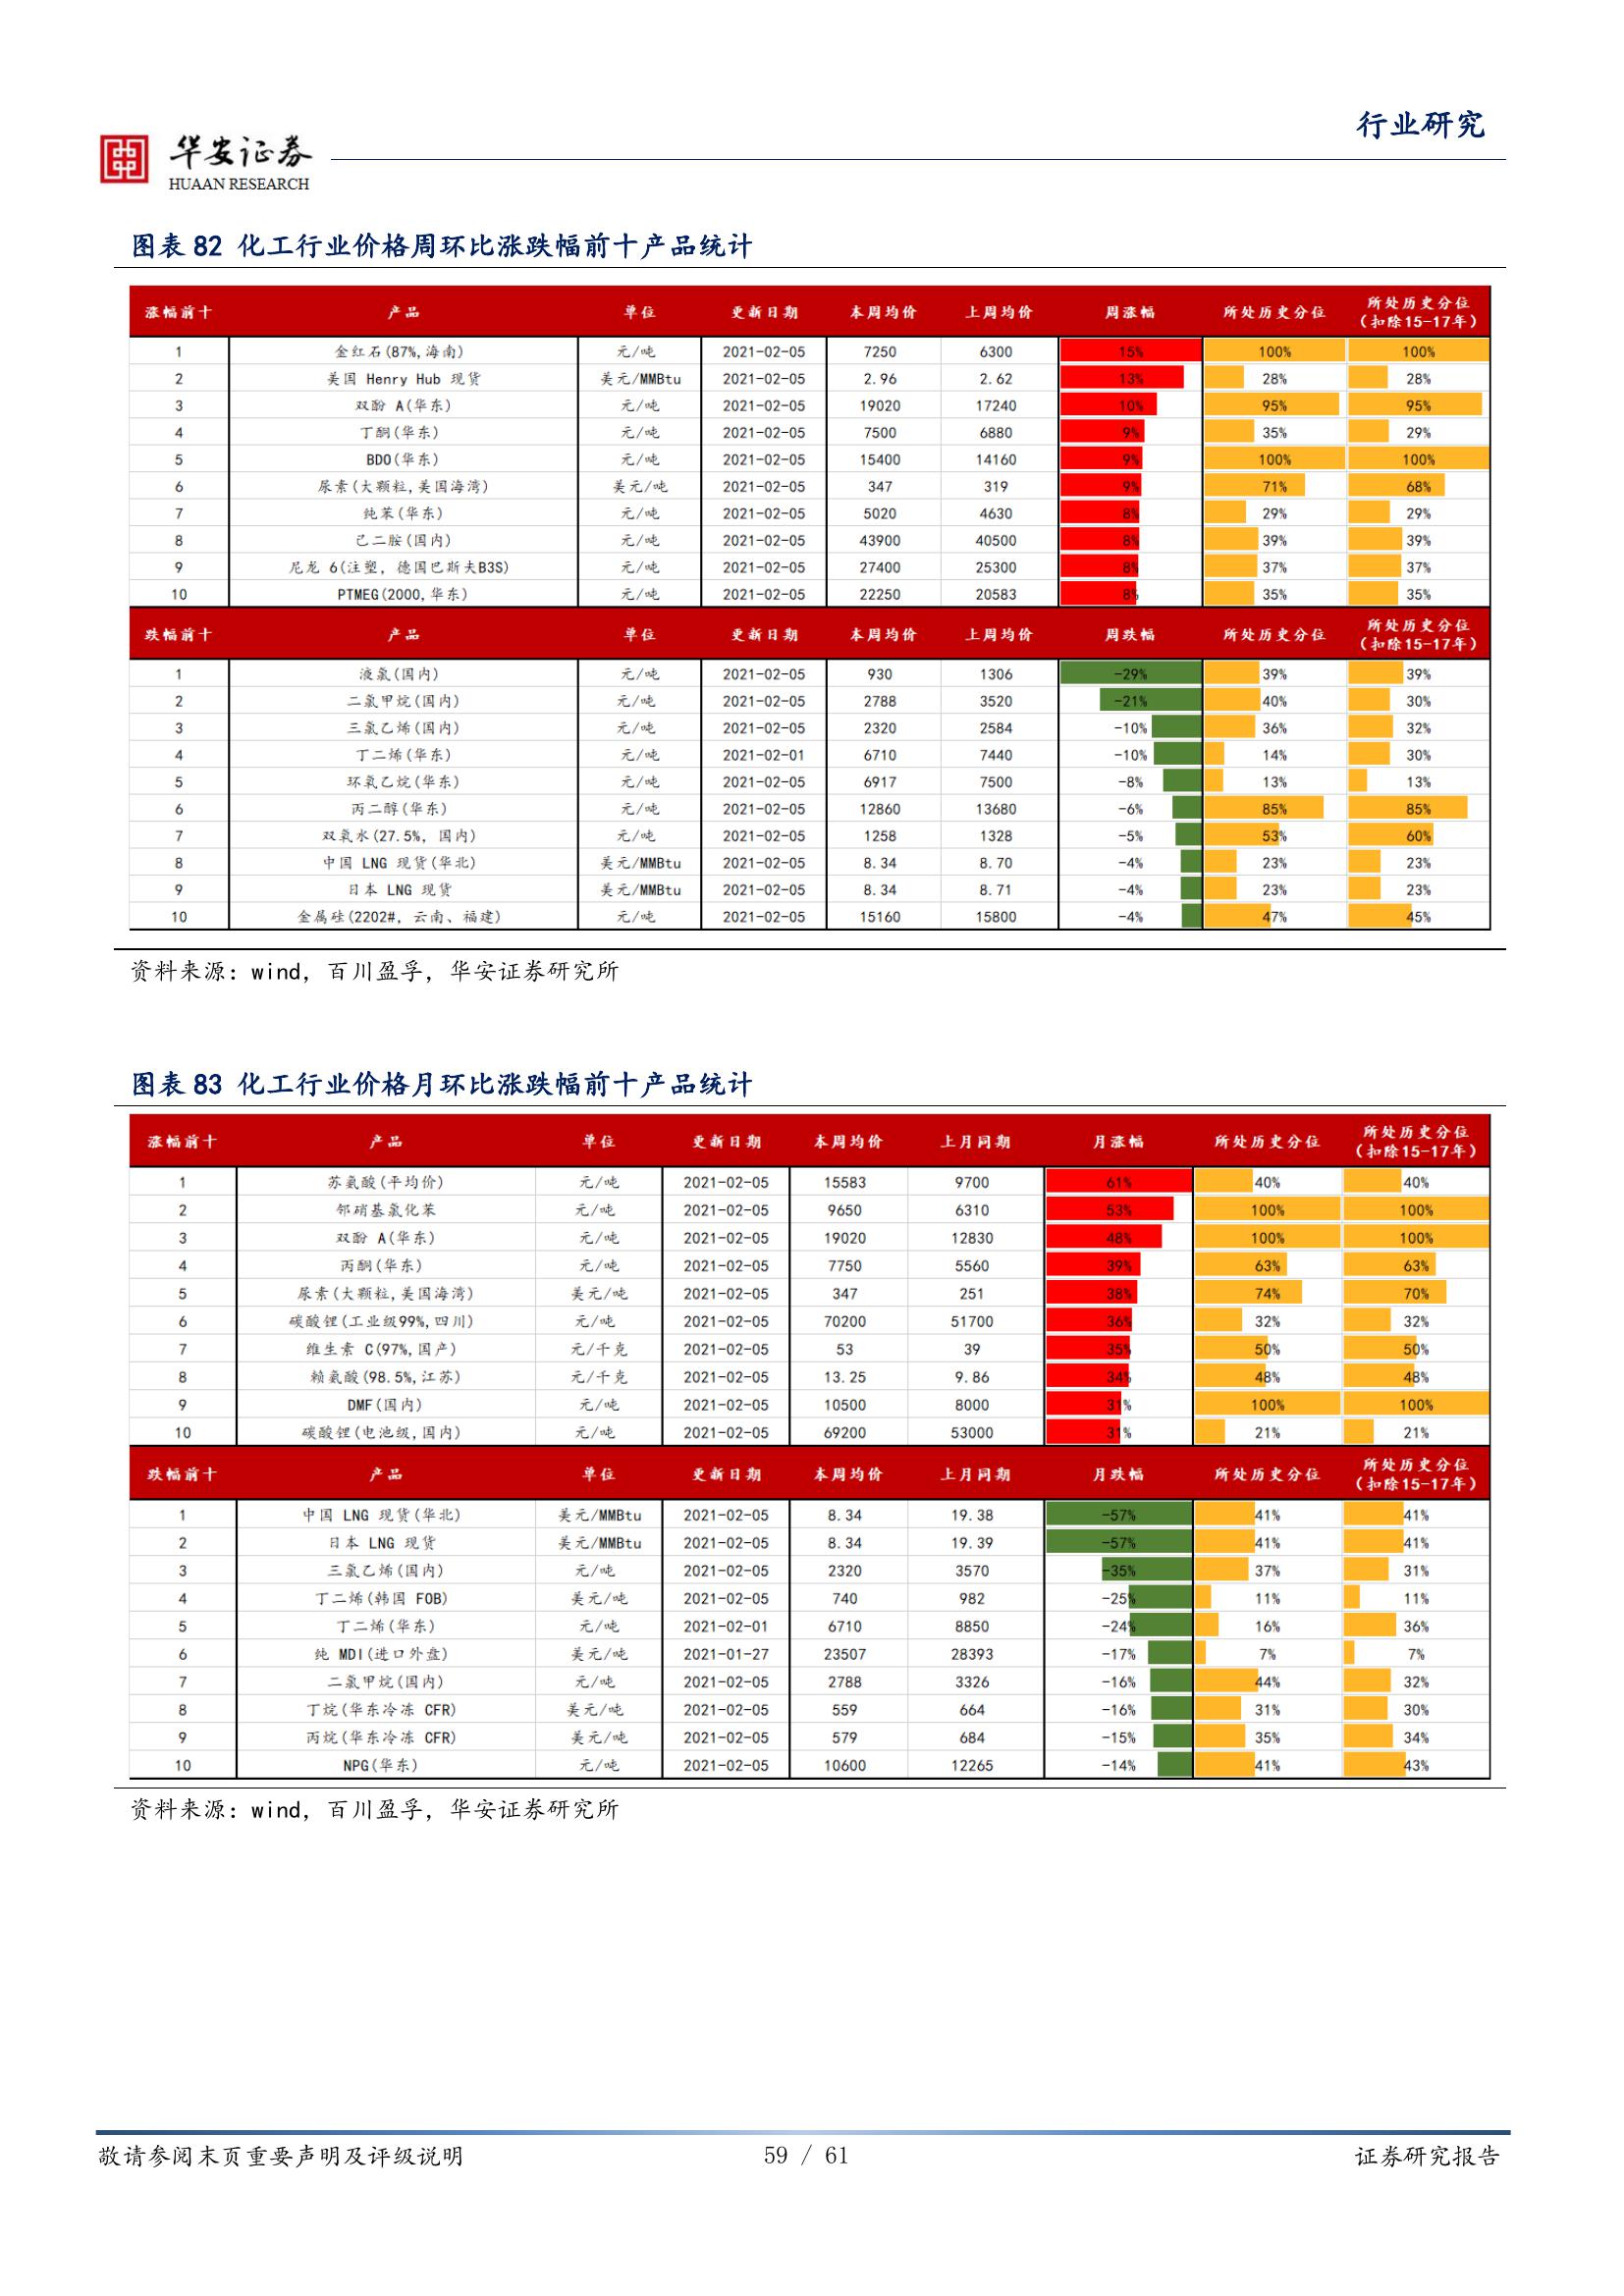 行业研究
华安证券
HUAAN RESEARCH
图表 82 化工行业价格周环比涨跌幅前十产品统计
涨幅前十 产品 单位 更新日期 本周均价 上周均价 周涨幅 所处历史分位 所处历史分位（扣除15-17年）
1 金红石(87%,海南) 元/吨 2021-02-05 7250 6300 15% 100% 100%
2 美国 Henry Hub 现货 美元/MMBtu 2021-02-05 2.96 2.62 13% 28% 28%
3 双酚 A(华东) 元/吨 2021-02-05 19020 17240 10% 95% 95%
4 丁酮(华东) 元/吨 2021-02-05 7500 6880 9% 35% 29%
5 BDO(华东) 元/吨 2021-02-05 15400 14160 9% 100% 100%
6 尿素(大颗粒,美国海湾) 美元/吨 2021-02-05 347 319 9% 71% 68%
7 纯苯(华东) 元/吨 2021-02-05 5020 4630 8% 29% 29%
8 己二胺(国内) 元/吨 2021-02-05 43900 40500 8% 39% 39%
9 尼龙 6(注塑, 德国巴斯夫B3S) 元/吨 2021-02-05 27400 25300 8% 37% 37%
10 PTMEG(2000,华东) 元/吨 2021-02-05 22250 20583 8% 35% 35%
跌幅前十 产品 单位 更新日期 本周均价 上周均价 周跌幅 所处历史分位 所处历史分位（扣除15-17年）
1 液氯(国内) 元/吨 2021-02-05 930 1306 -29% 39% 39%
2 二氯甲烷(国内) 元/吨 2021-02-05 2788 3520 -21% 40% 30%
3 三氯乙烯(国内) 元/吨 2021-02-05 2320 2584 -10% 36% 32%
4 丁二烯(华东) 元/吨 2021-02-01 6710 7440 -10% 14% 30%
5 环氧乙烷(华东) 元/吨 2021-02-05 6917 7500 -8% 13% 13%
6 丙二醇(华东) 元/吨 2021-02-05 12860 13680 -6% 85% 85%
7 双氧水(27.5%, 国内) 元/吨 2021-02-05 1258 1328 -5% 53% 60%
8 中国 LNG 现货(华北) 美元/MMBtu 2021-02-05 8.34 8.70 -4% 23% 23%
9 日本 LNG 现货 美元/MMBtu 2021-02-05 8.34 8.71 -4% 23% 23%
10 金属硅(2202#, 云南、福建) 元/吨 2021-02-05 15160 15800 -4% 47% 45%
资料来源：wind，百川盈孚，华安证券研究所
图表 83 化工行业价格月环比涨跌幅前十产品统计
涨幅前十 产品 单位 更新日期 本周均价 上月同期 月涨幅 所处历史分位 所处历史分位（扣除15-17年）
1 苏氨酸(平均价) 元/吨 2021-02-05 15583 9700 61% 40% 40%
2 邻硝基氯化苯 元/吨 2021-02-05 9650 6310 53% 100% 100%
3 双酚 A(华东) 元/吨 2021-02-05 19020 12830 48% 100% 100%
4 丙酮(华东) 元/吨 2021-02-05 7750 5560 39% 63% 63%
5 尿素(大颗粒,美国海湾) 美元/吨 2021-02-05 347 251 38% 74% 70%
6 碳酸锂(工业级99%,四川) 元/吨 2021-02-05 70200 51700 36% 32% 32%
7 维生素 C(97%,国产) 元/千克 2021-02-05 53 39 35% 50% 50%
8 赖氨酸(98.5%,江苏) 元/千克 2021-02-05 13.25 9.86 34% 48% 48%
9 DMF(国内) 元/吨 2021-02-05 10500 8000 31% 100% 100%
10 碳酸锂(电池级,国内) 元/吨 2021-02-05 69200 53000 31% 21% 21%
跌幅前十 产品 单位 更新日期 本周均价 上月同期 月跌幅 所处历史分位 所处历史分位（扣除15-17年）
1 中国 LNG 现货(华北) 美元/MMBtu 2021-02-05 8.34 19.38 -57% 41% 41%
2 日本 LNG 现货 美元/MMBtu 2021-02-05 8.34 19.39 -57% 41% 41%
3 三氯乙烯(国内) 元/吨 2021-02-05 2320 3570 -35% 37% 31%
4 丁二烯(韩国 FOB) 美元/吨 2021-02-05 740 982 -25% 11% 11%
5 丁二烯(华东) 元/吨 2021-02-01 6710 8850 -24% 16% 36%
6 纯 MDI(进口外盘) 美元/吨 2021-01-27 23507 28393 -17% 7% 7%
7 二氯甲烷(国内) 元/吨 2021-02-05 2788 3326 -16% 44% 32%
8 丁烷(华东冷冻 CFR) 美元/吨 2021-02-05 559 664 -16% 31% 30%
9 丙烷(华东冷冻 CFR) 美元/吨 2021-02-05 579 684 -15% 35% 34%
10 NPG(华东) 元/吨 2021-02-05 10600 12265 -14% 41% 43%
资料来源：wind，百川盈孚，华安证券研究所
敬请参阅末页重要声明及评级说明 59 / 61 证券研究报告